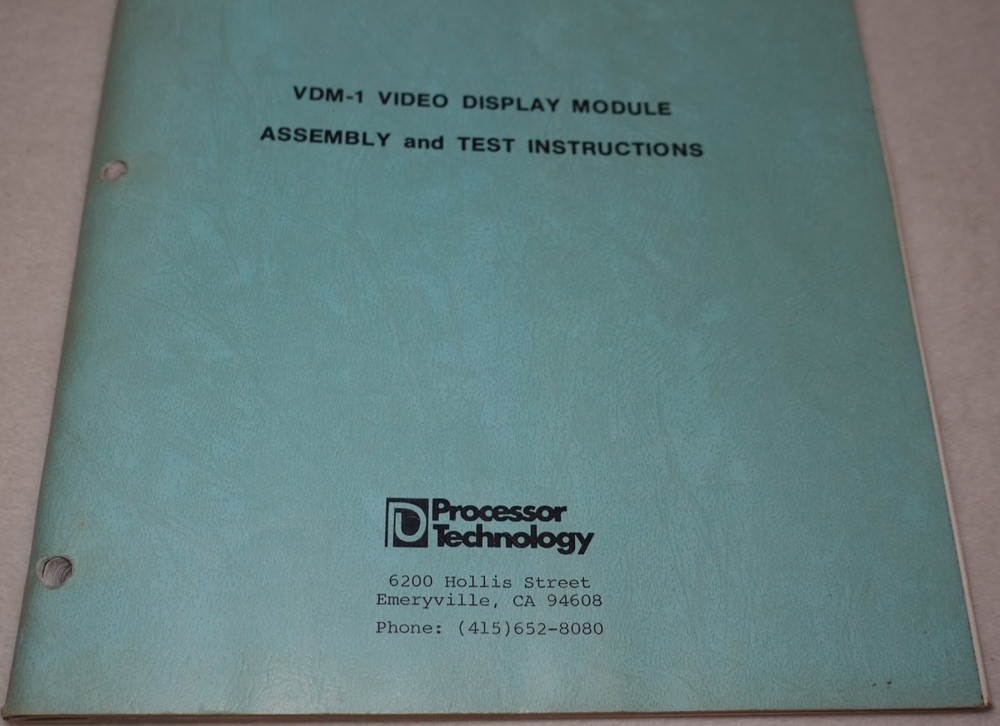 VDM-1 VIDEO DISPLAY MODULE
ASSEMBLY and TEST INSTRUCTIONS
Processor
Technology
6200 Hollis Street
Emeryville, CA 94608
Phone: (415)652-8080